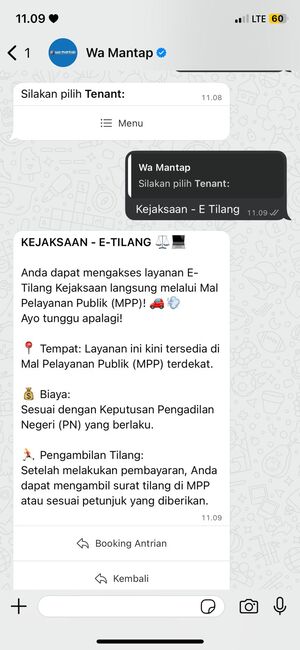 11.09
LTE 60
1
Wa Mantap
Silakan pilih Tenant:
11.08
Menu
Wa Mantap
Silakan pilih Tenant:
Kejaksaan - E Tilang
11.09
KEJAKSAAN - E-TILANG ⚖️💻
Anda dapat mengakses layanan E-
Tilang Kejaksaan langsung melalui Mal
Pelayanan Publik (MPP)! 🚗💨
Ayo tunggu apalagi!
📍 Tempat: Layanan ini kini tersedia di
Mal Pelayanan Publik (MPP) terdekat.
💰 Biaya:
Sesuai dengan Keputusan Pengadilan
Negeri (PN) yang berlaku.
🏃 Pengambilan Tilang:
Setelah melakukan pembayaran, Anda
dapat mengambil surat tilang di MPP
atau sesuai petunjuk yang diberikan.
11.09
Booking Antrian
Kembali